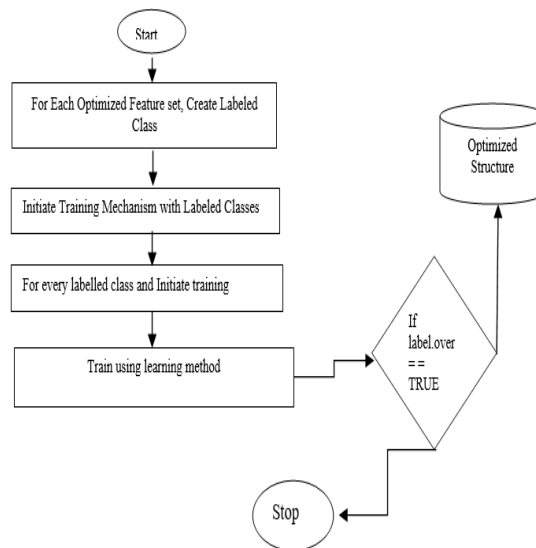 Start
For Each Optimized Feature set, Create Labeled
Class
Initiate Training Mechanism with Labeled Classes
For every labelled class and Initiate training
Train using learning method
If
label.over
==
TRUE
Optimized
Structure
Stop